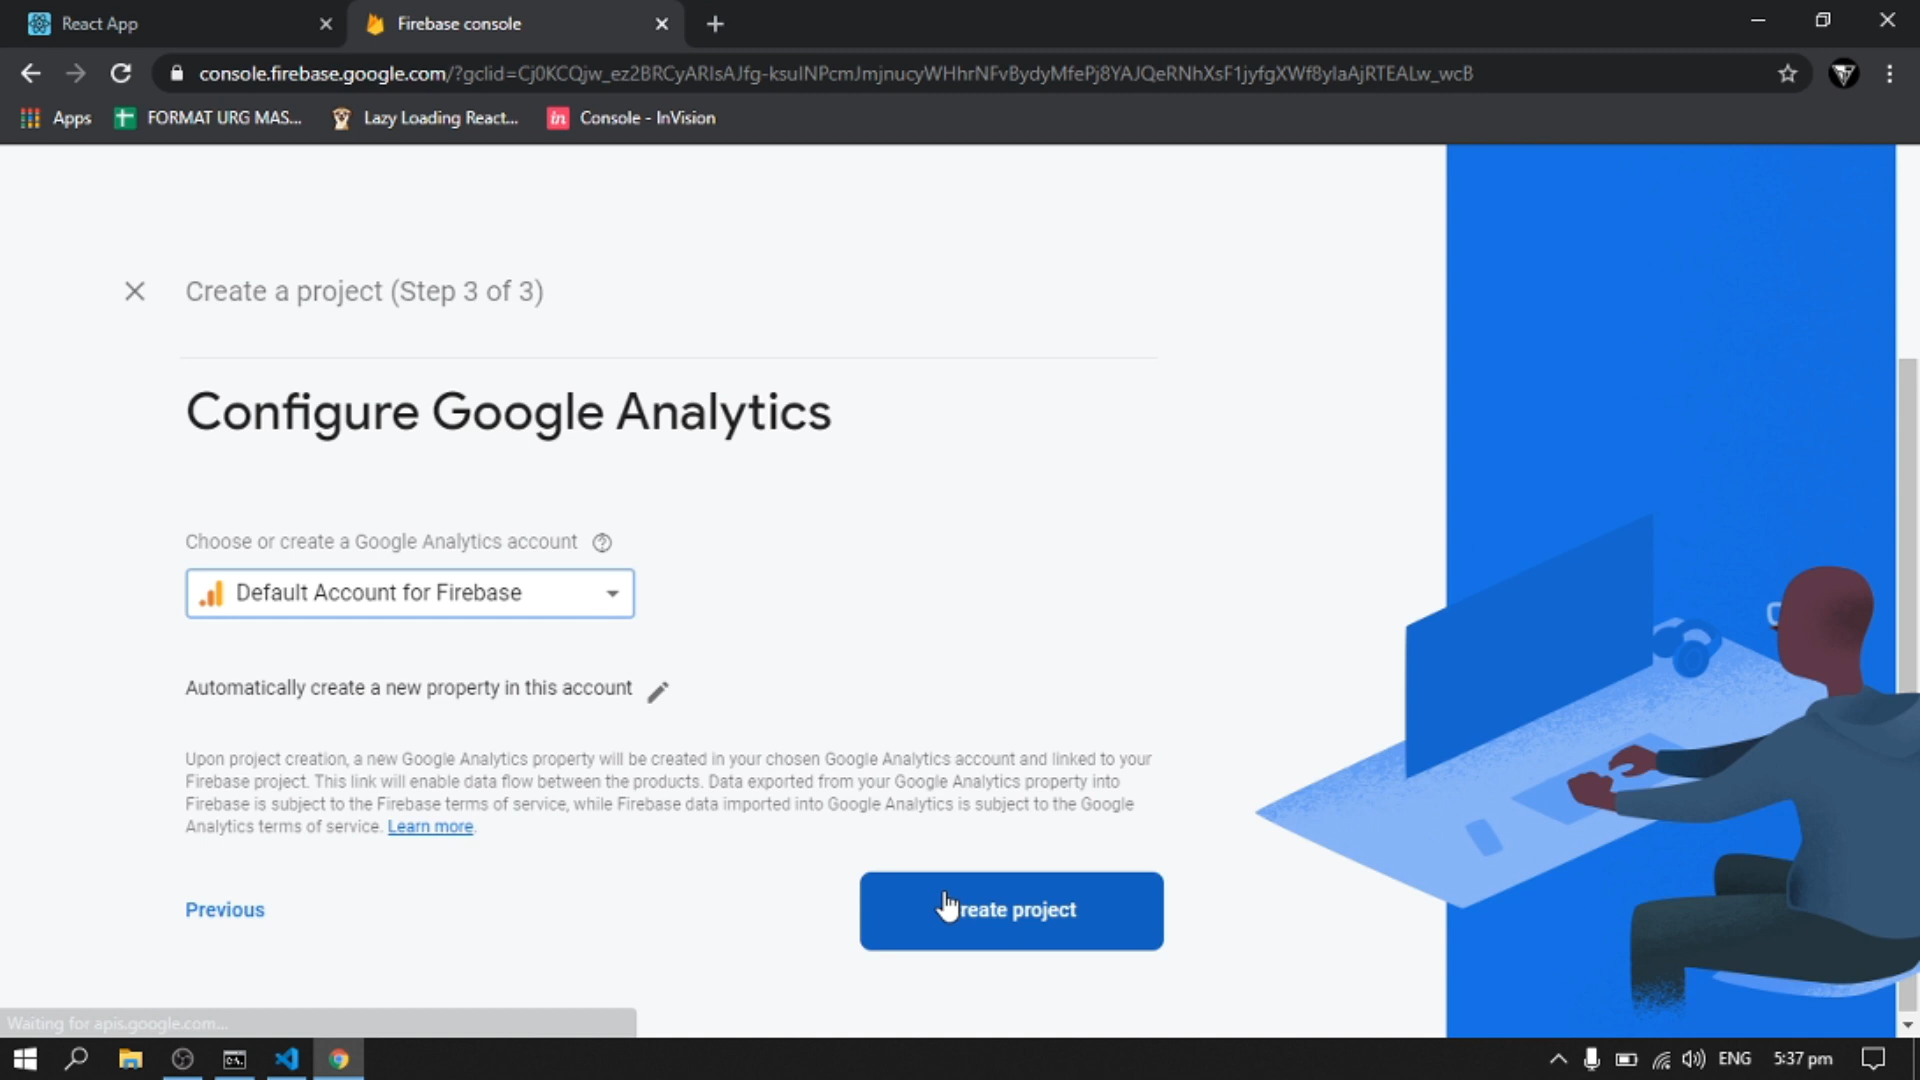 React App
Firebase console
console.firebase.google.com/?gclid=Cj0KCQjw_ez2BRCyARIsAJfg-ksuINPcmJmjnucyWHhrNFvBydyMfePj8YAJQeRNhXsF1jyfgXWf8yIaAjRTEALw_wcB
Apps
FORMAT URG MAS...
Lazy Loading React...
in
Console - InVision
Create a project (Step 3 of 3)
Configure Google Analytics
Choose or create a Google Analytics account
Default Account for Firebase
Automatically create a new property in this account
Upon project creation, a new Google Analytics property will be created in your chosen Google Analytics account and linked to your
Firebase project. This link will enable data flow between the products. Data exported from your Google Analytics property into
Firebase is subject to the Firebase terms of service, while Firebase data imported into Google Analytics is subject to the Google
Analytics terms of service. Learn more.
Previous
reate project
Waiting for apis.google.com...
ENG
5:37 pm